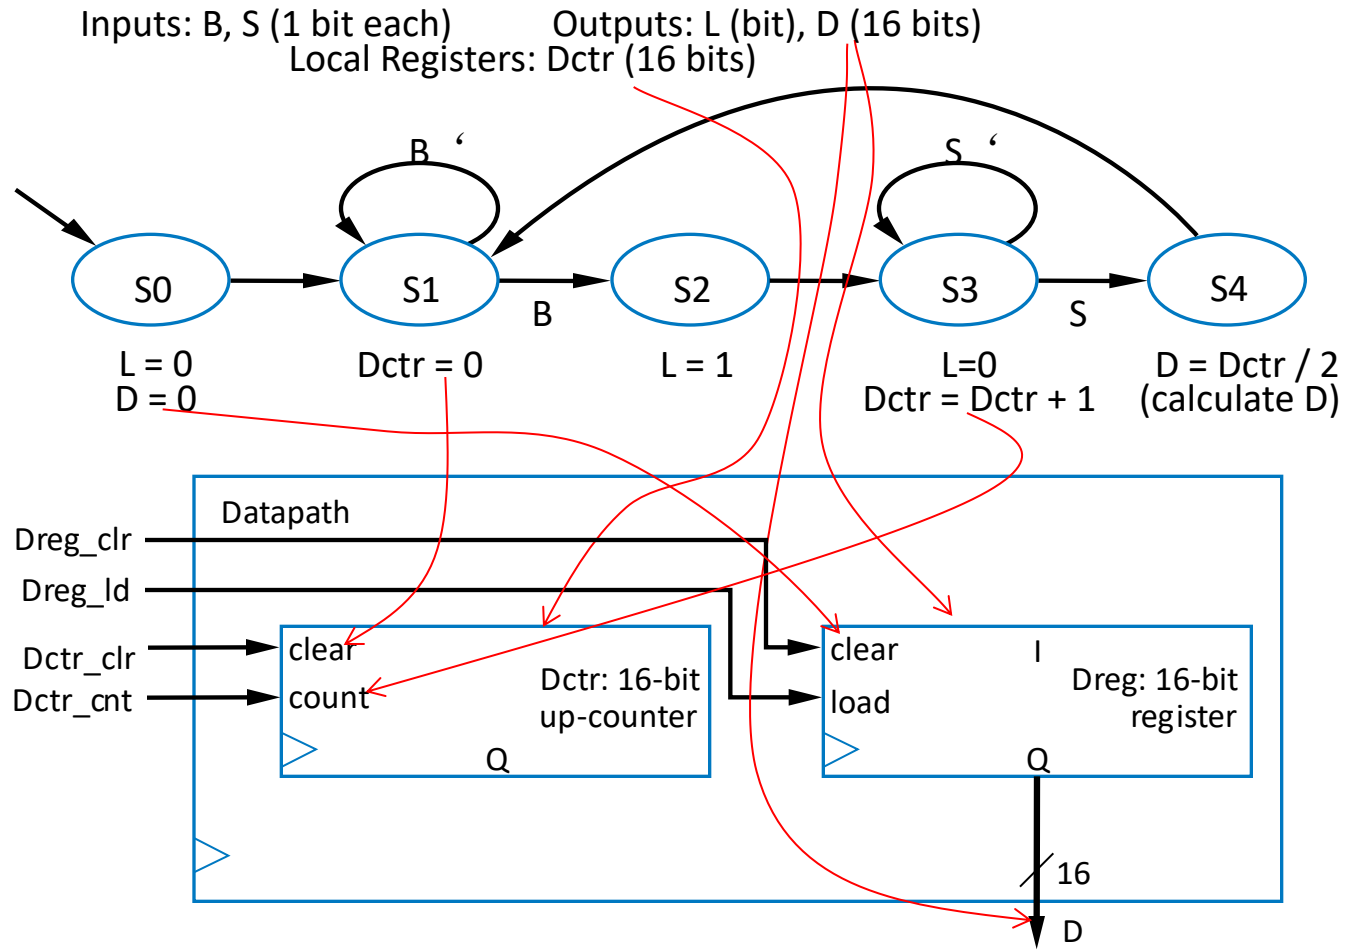 Inputs: B, S (1 bit each) Outputs: L (bit), D (16 bits)
Local Registers: Dctr (16 bits)
B ‘ S ‘
S0 S1 S2 S3 S4
B S
L = 0 Dctr = 0 L = 1 L=0 D = Dctr / 2
D = 0 Dctr = Dctr + 1 (calculate D)
Datapath
Dreg_clr
Dreg_ld
Dctr_clr
Dctr_cnt
clear
count
Dctr: 16-bit
up-counter
Q
clear I
load
Dreg: 16-bit
register
Q
16
D